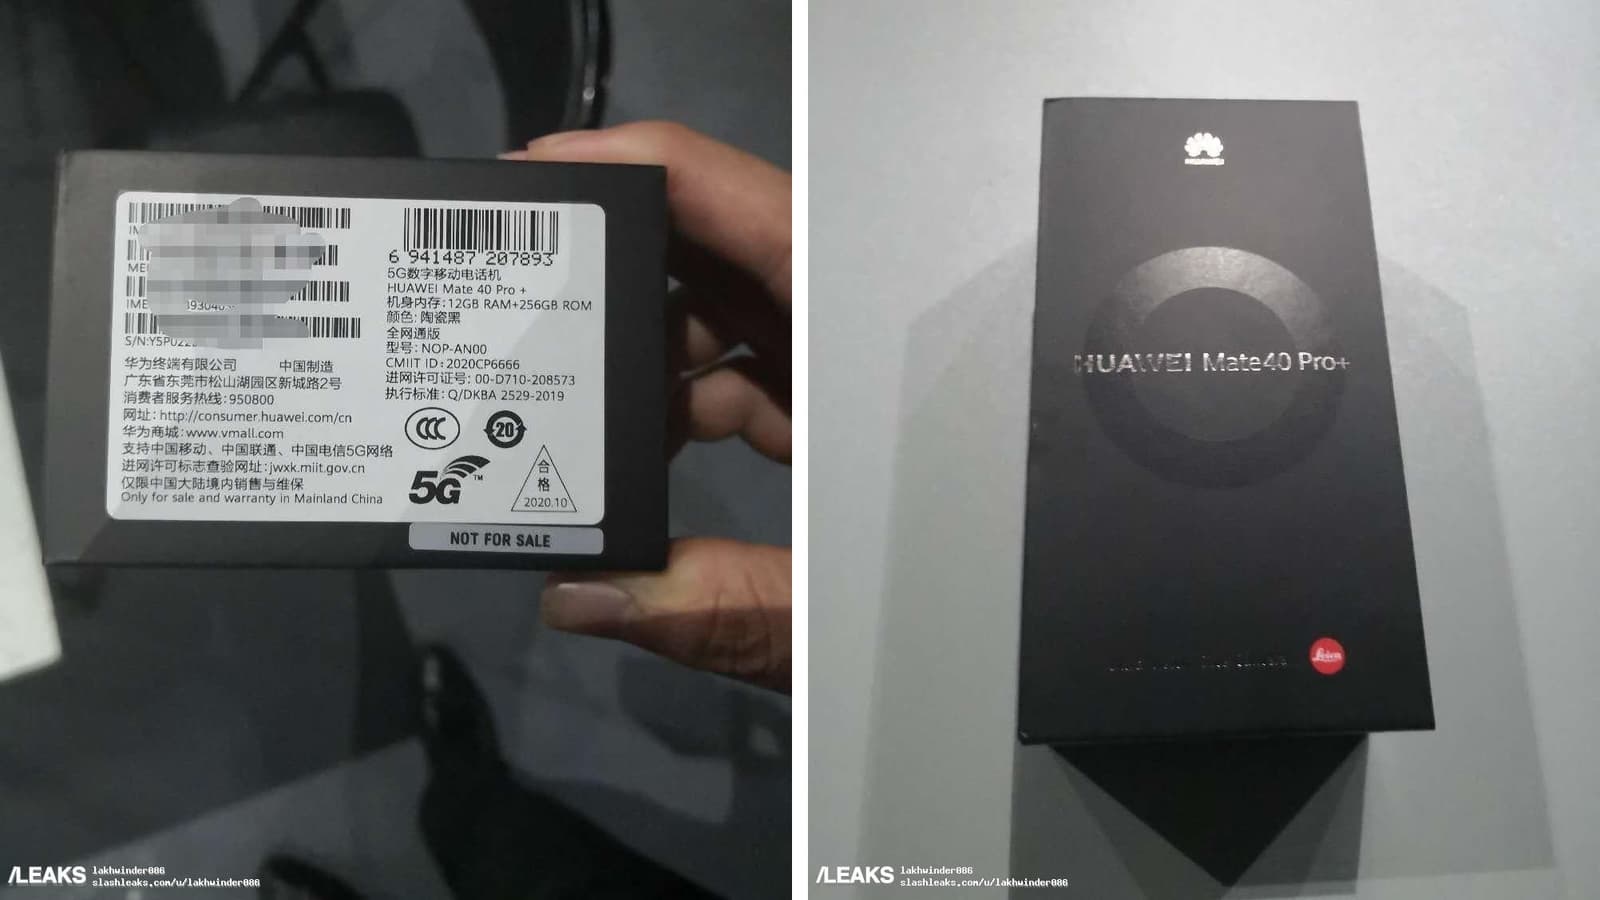 6 941487 207893
5G数字移动电话机
HUAWEI Mate 40 Pro +
机身内存: 12GB RAM+256GB ROM
颜色: 陶瓷黑
全网通版
型号: NOP-AN00
CMIIT ID: 2020CP6666
进网许可证号: 00-D710-208573
执行标准: Q/DKBA 2529-2019
华为终端有限公司 中国制造
广东省东莞市松山湖园区新城路2号
消费者服务热线: 950800
网址: http://consumer.huawei.com/cn
华为商城: www.vmall.com
支持中国移动、中国联通、中国电信5G网络
进网许可标志查验网址: jwxk.miit.gov.cn
仅限中国大陆境内销售与维保
Only for sale and warranty in Mainland China
CCC
20
5G™
合
格
2020.10
NOT FOR SALE
/LEAKS lakhwinder086
slashleaks.com/u/lakhwinder086
HUAWEI
HUAWEI Mate40 Pro+
Leica
/LEAKS lakhwinder086
slashleaks.com/u/lakhwinder086